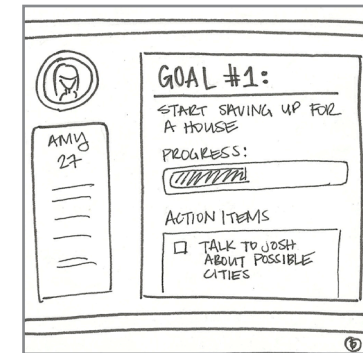 AMY
27
GOAL #1:
START SAVING UP FOR
A HOUSE
PROGRESS:
ACTION ITEMS
TALK TO JOSH
ABOUT POSSIBLE
CITIES